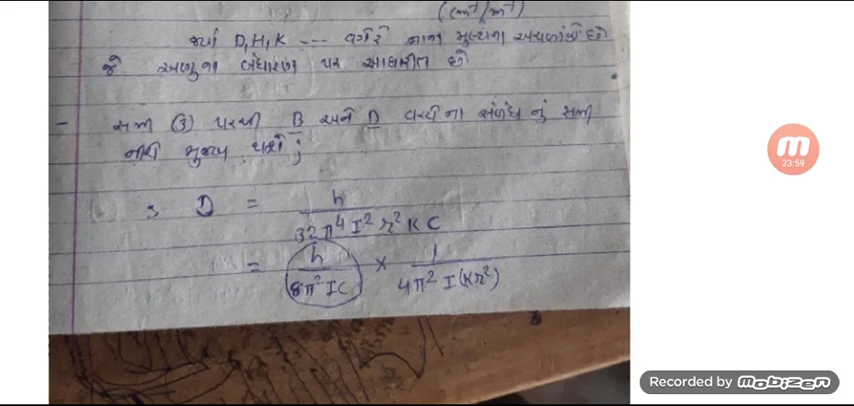 (cm⁻¹/m⁻¹)
જ્યાં D, H, K --- વગેરે નાના મુલ્યના અચળાંકો છે
જે અણુના બંધારણ પર આધારીત છે
- સમી (3) પરથી B અને D વચ્ચેના સંબંધ નું સમી
નીચે મુજબ થશે ;
∴ D = h / 32π⁴I²r²KC
= h / 8π²IC × 1 / 4π²I(Kr²)
23:59
Recorded by mobizen